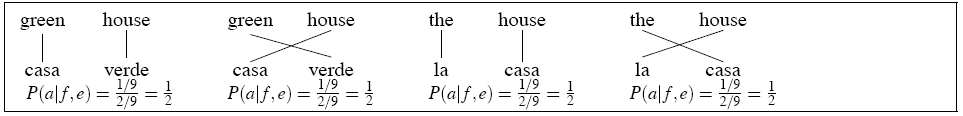 green house green house the house the house
casa verde casa verde la casa la casa
P(a|f,e) = 1/9 / 2/9 = 1/2 P(a|f,e) = 1/9 / 2/9 = 1/2 P(a|f,e) = 1/9 / 2/9 = 1/2 P(a|f,e) = 1/9 / 2/9 = 1/2